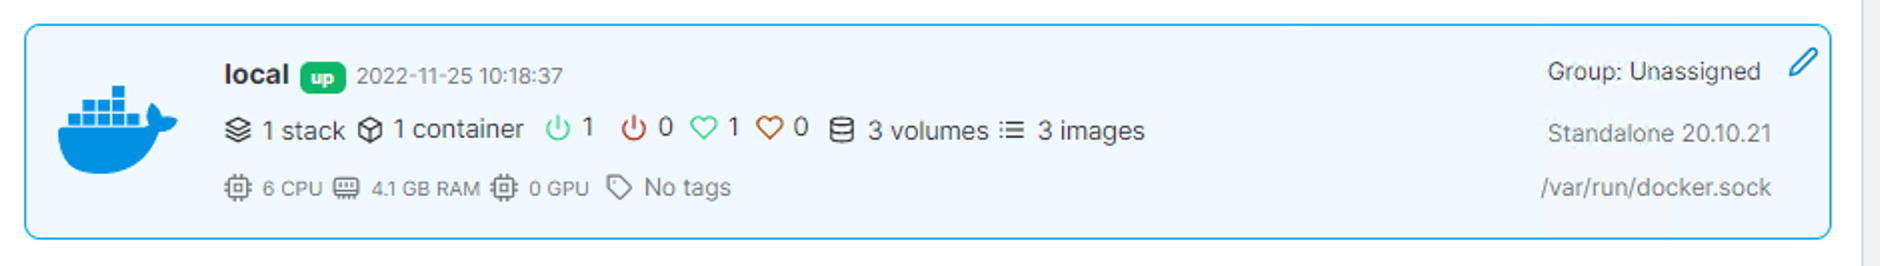 local up 2022-11-25 10:18:37 Group: Unassigned
1 stack 1 container 1 0 1 0 3 volumes 3 images Standalone 20.10.21
6 CPU 4.1 GB RAM 0 GPU No tags /var/run/docker.sock